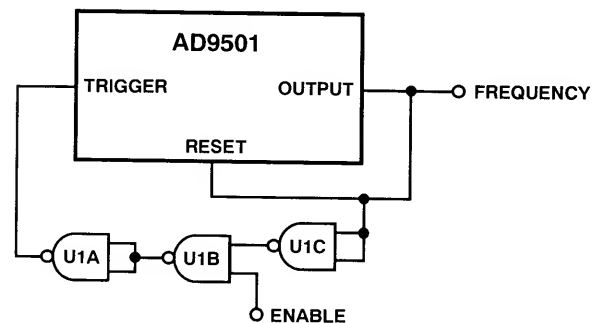 AD9501
TRIGGER
OUTPUT
FREQUENCY
RESET
U1A
U1B
U1C
ENABLE